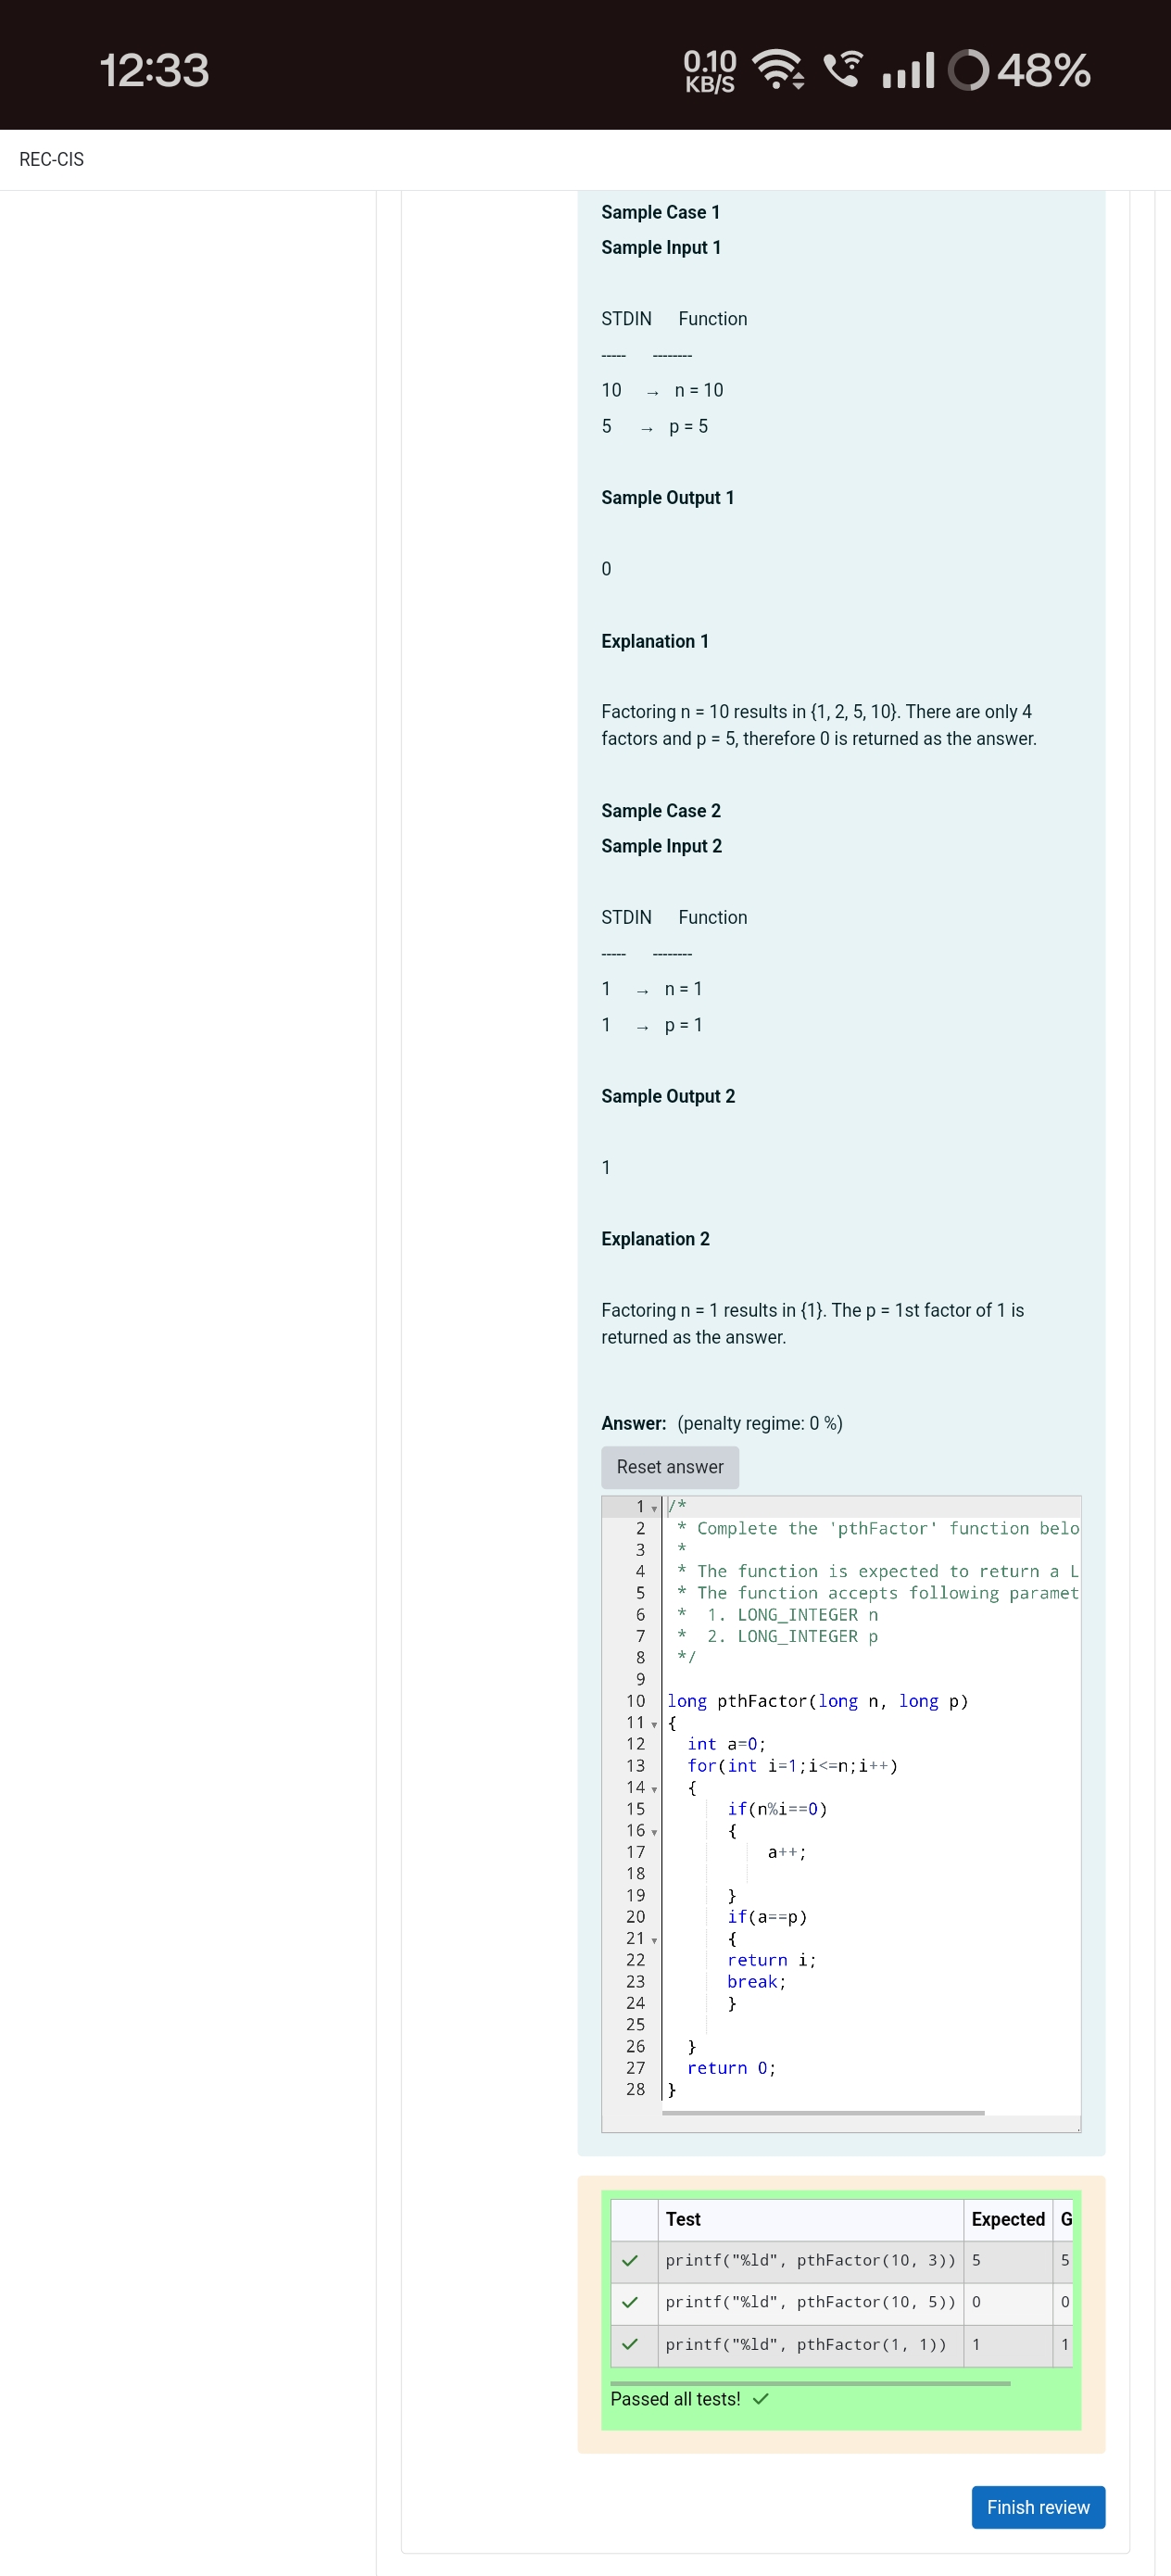 12:33
0.10 KB/S
48%
REC-CIS
Sample Case 1
Sample Input 1
STDIN Function
----- --------
10 → n = 10
5 → p = 5
Sample Output 1
0
Explanation 1
Factoring n = 10 results in {1, 2, 5, 10}. There are only 4
factors and p = 5, therefore 0 is returned as the answer.
Sample Case 2
Sample Input 2
STDIN Function
----- --------
1 → n = 1
1 → p = 1
Sample Output 2
1
Explanation 2
Factoring n = 1 results in {1}. The p = 1st factor of 1 is
returned as the answer.
Answer: (penalty regime: 0 %)
Reset answer
1 /*
2 * Complete the 'pthFactor' function belo
3 *
4 * The function is expected to return a L
5 * The function accepts following paramet
6 * 1. LONG_INTEGER n
7 * 2. LONG_INTEGER p
8 */
9
10 long pthFactor(long n, long p)
11 {
12 int a=0;
13 for(int i=1;i<=n;i++)
14 {
15 if(n%i==0)
16 {
17 a++;
18
19 }
20 if(a==p)
21 {
22 return i;
23 break;
24 }
25
26 }
27 return 0;
28 }
Test Expected G
printf("%ld", pthFactor(10, 3)) 5 5
printf("%ld", pthFactor(10, 5)) 0 0
printf("%ld", pthFactor(1, 1)) 1 1
Passed all tests!
Finish review